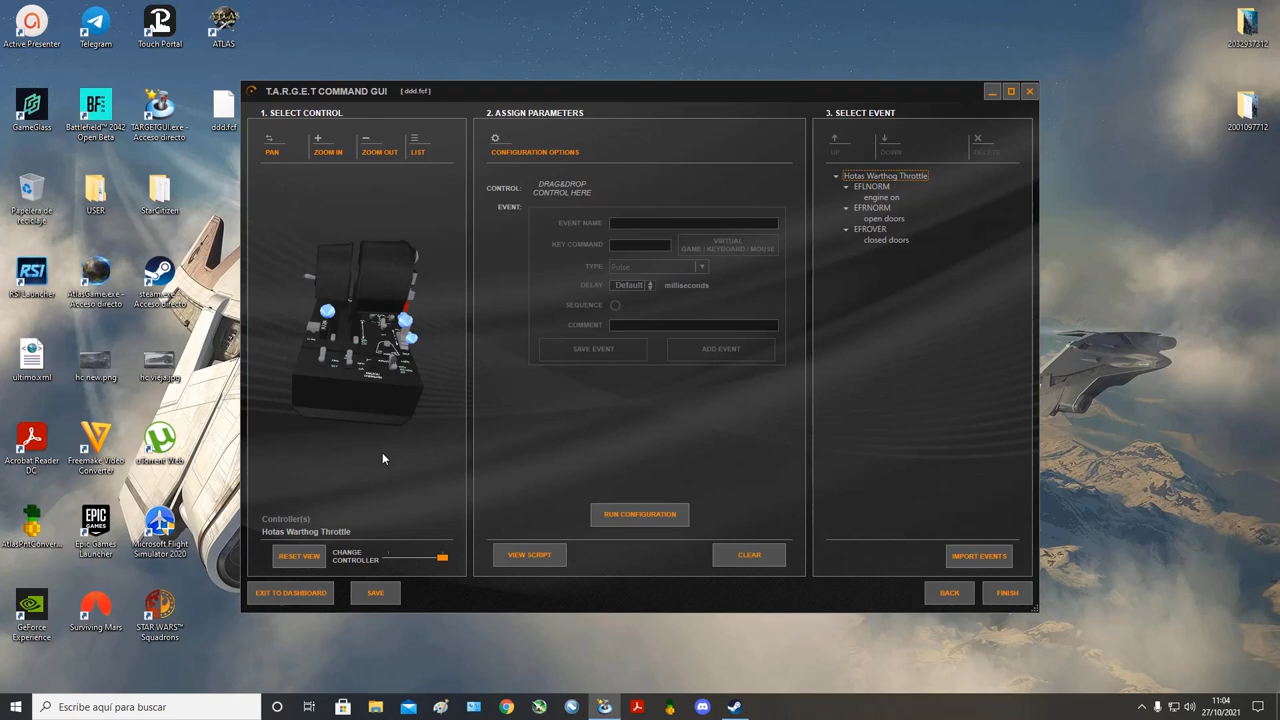 Active Presenter
Telegram
Touch Portal
ATLAS
2032937312
GameGlass
Battlefield™ 2042
Open Beta
TARGETGUI.exe -
Acceso directo
ddd.fcf
2001097712
Papelera de
reciclaje
USER
StarCitizen
RSI Launcher
AtlasGame.exe -
Acceso directo
steam.exe -
Acceso directo
ultimo.xml
hc new.png
hc vieja.jpg
Acrobat Reader
DC
Freemake Video
Converter
uTorrent Web
AtlasPHIConver...
Epic Games
Launcher
Microsoft Flight
Simulator 2020
GeForce
Experience
Surviving Mars
STAR WARS™
Squadrons
T.A.R.G.E.T COMMAND GUI [ ddd.fcf ]
1. SELECT CONTROL
PAN
ZOOM IN
ZOOM OUT
LIST
Controller(s)
Hotas Warthog Throttle
RESET VIEW
CHANGE
CONTROLLER
EXIT TO DASHBOARD
SAVE
2. ASSIGN PARAMETERS
CONFIGURATION OPTIONS
CONTROL:
DRAG&DROP
CONTROL HERE
EVENT:
EVENT NAME
KEY COMMAND
VIRTUAL
GAME / KEYBOARD / MOUSE
TYPE
Pulse
DELAY
Default
milliseconds
SEQUENCE
COMMENT
SAVE EVENT
ADD EVENT
RUN CONFIGURATION
VIEW SCRIPT
CLEAR
3. SELECT EVENT
UP
DOWN
DELETE
Hotas Warthog Throttle
EFLNORM
engine on
EFRNORM
open doors
EFROVER
closed doors
IMPORT EVENTS
BACK
FINISH
Escribe aquí para buscar
11:04
27/10/2021